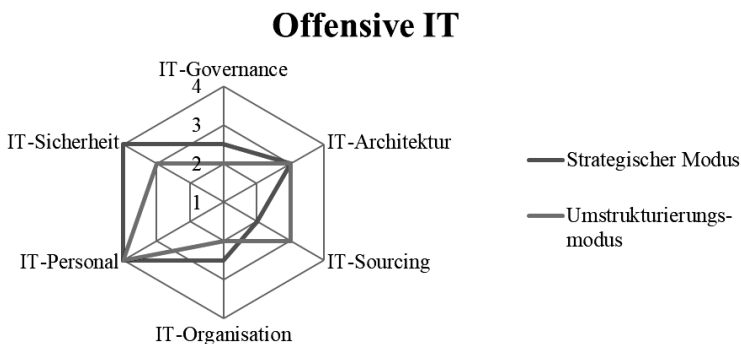 Offensive IT
IT-Governance
4
IT-Sicherheit
3
IT-Architektur
2
Strategischer Modus
1
Umstrukturierungs-
modus
IT-Personal
IT-Sourcing
IT-Organisation